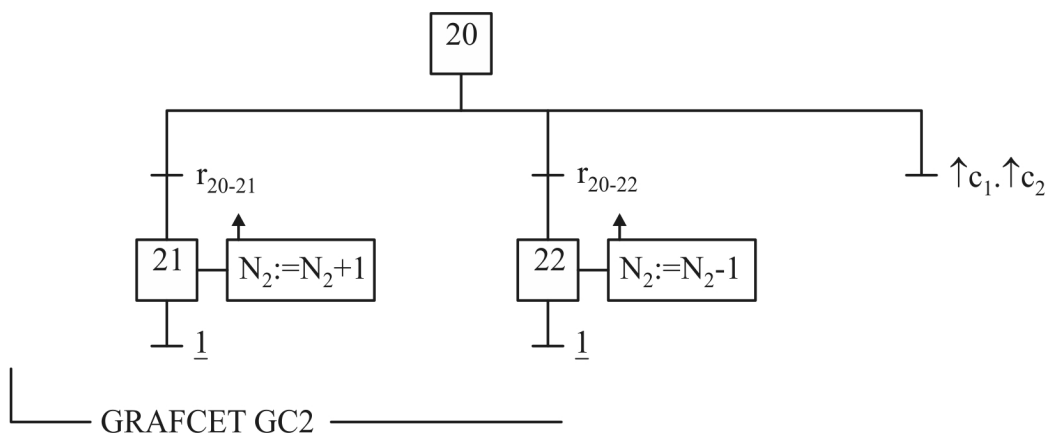 20
r₂₀₋₂₁
r₂₀₋₂₂
↑c₁.↑c₂
21
N₂:=N₂+1
22
N₂:=N₂-1
1
1
GRAFCET GC2